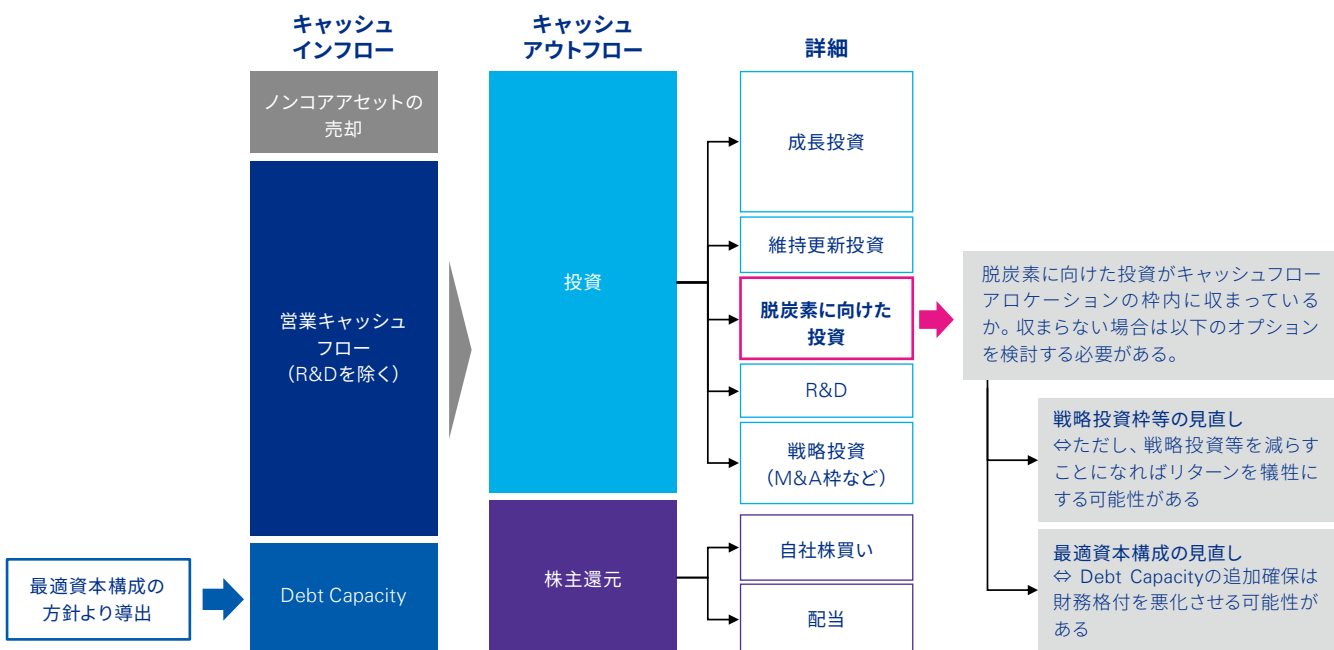 キャッシュ
インフロー
キャッシュ
アウトフロー
詳細
ノンコアアセットの
売却
営業キャッシュ
フロー
（R&Dを除く）
Debt Capacity
最適資本構成の
方針より導出
投資
株主還元
成長投資
維持更新投資
脱炭素に向けた
投資
R&D
戦略投資
（M&A枠など）
自社株買い
配当
脱炭素に向けた投資がキャッシュフロー
アロケーションの枠内に収まっている
か。収まらない場合は以下のオプション
を検討する必要がある。
戦略投資枠等の見直し
⇔ただし、戦略投資等を減らす
ことになればリターンを犠牲に
する可能性がある
最適資本構成の見直し
⇔ Debt Capacityの追加確保は
財務格付を悪化させる可能性が
ある